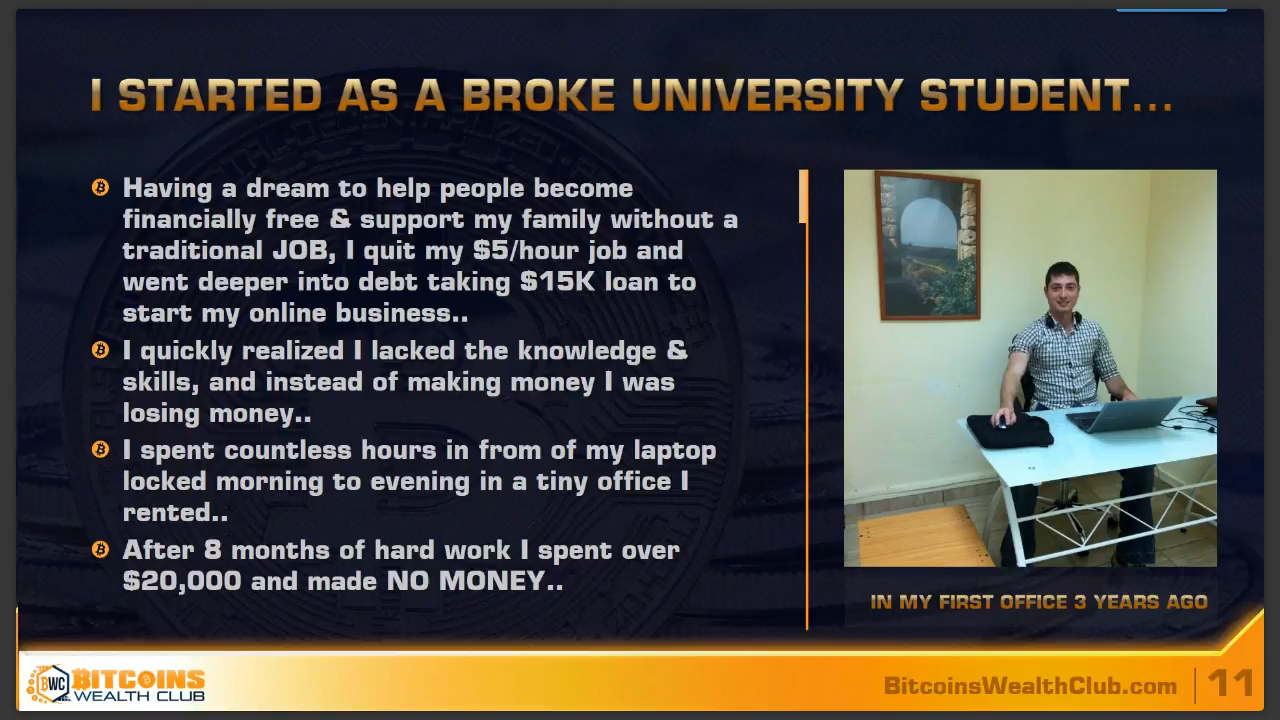 I STARTED AS A BROKE UNIVERSITY STUDENT...
Having a dream to help people become
financially free & support my family without a
traditional JOB, I quit my $5/hour job and
went deeper into debt taking $15K loan to
start my online business..
I quickly realized I lacked the knowledge &
skills, and instead of making money I was
losing money..
I spent countless hours in from of my laptop
locked morning to evening in a tiny office I
rented..
After 8 months of hard work I spent over
$20,000 and made NO MONEY..
IN MY FIRST OFFICE 3 YEARS AGO
BWC
BITCOINS
WEALTH CLUB
BitcoinsWealthClub.com
11